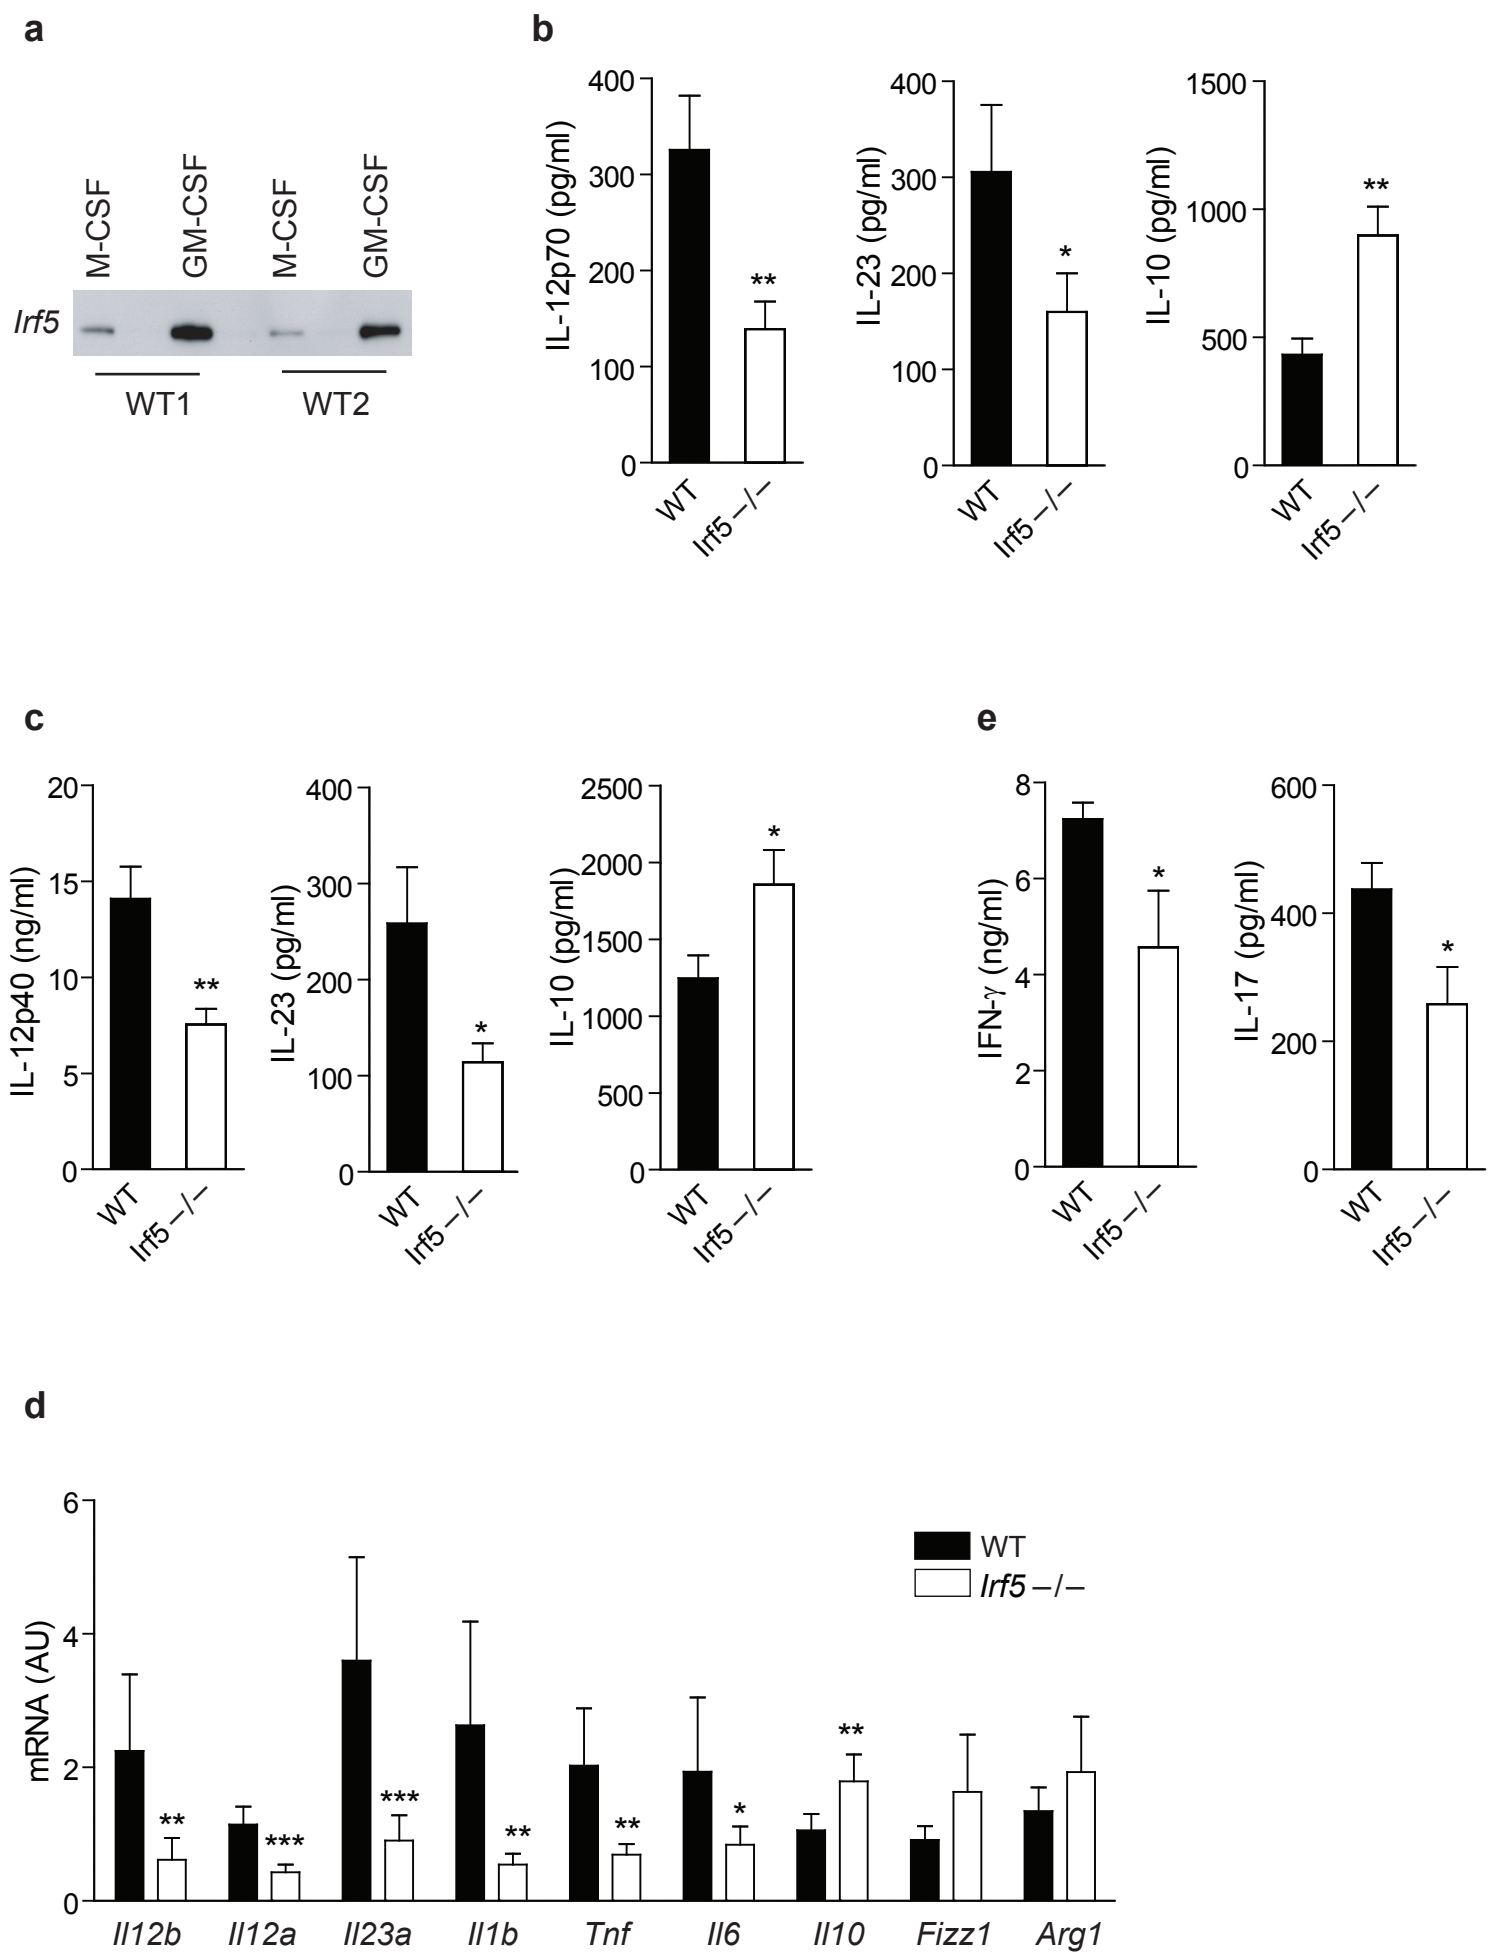 a
M-CSF
GM-CSF
M-CSF
GM-CSF
Irf5
WT1
WT2
b
IL-12p70 (pg/ml)
400
300
200
100
0
**
WT
Irf5 –/–
IL-23 (pg/ml)
400
300
200
100
0
*
WT
Irf5 –/–
IL-10 (pg/ml)
1500
1000
500
0
**
WT
Irf5 –/–
c
IL-12p40 (ng/ml)
20
15
10
5
0
**
WT
Irf5 –/–
IL-23 (pg/ml)
400
300
200
100
0
*
WT
Irf5 –/–
IL-10 (pg/ml)
2500
2000
1500
1000
500
0
*
WT
Irf5 –/–
e
IFN-γ (ng/ml)
8
6
4
2
0
*
WT
Irf5 –/–
IL-17 (pg/ml)
600
400
200
0
*
WT
Irf5 –/–
d
mRNA (AU)
6
4
2
0
WT
Irf5 –/–
** *** *** ** ** * **
Il12b Il12a Il23a Il1b Tnf Il6 Il10 Fizz1 Arg1